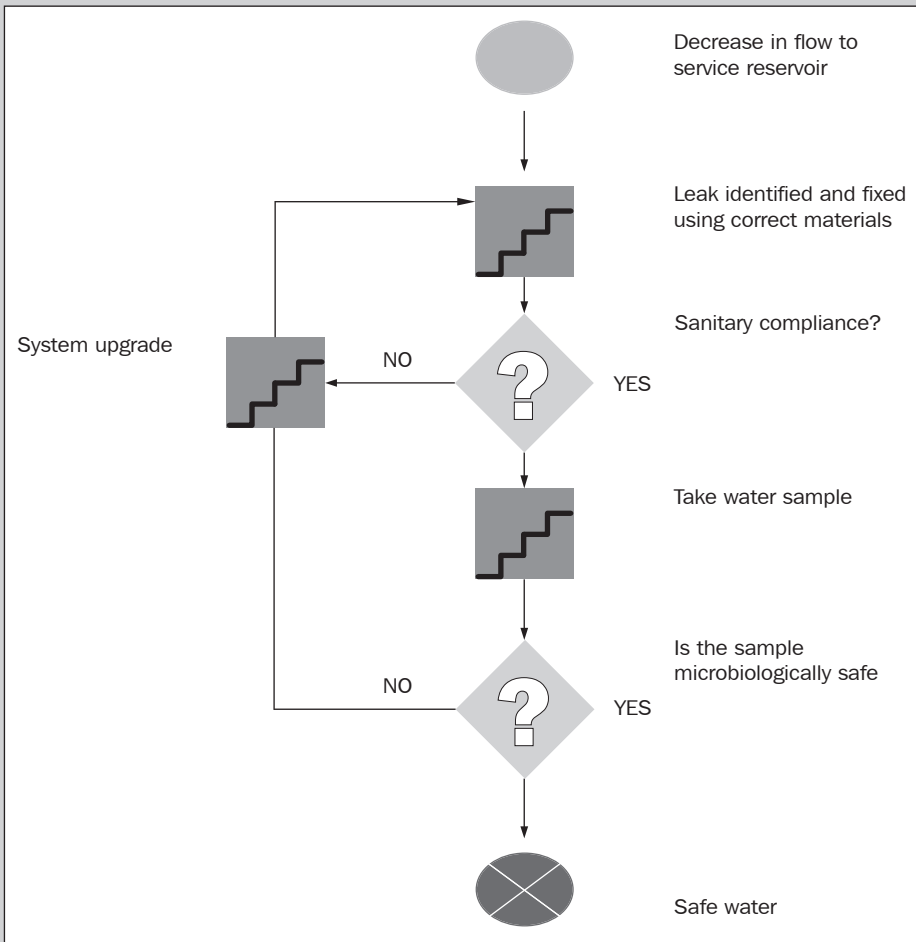 Decrease in flow to
service reservoir
Leak identified and fixed
using correct materials
Sanitary compliance?
System upgrade
NO
?
YES
Take water sample
Is the sample
microbiologically safe
NO
?
YES
Safe water